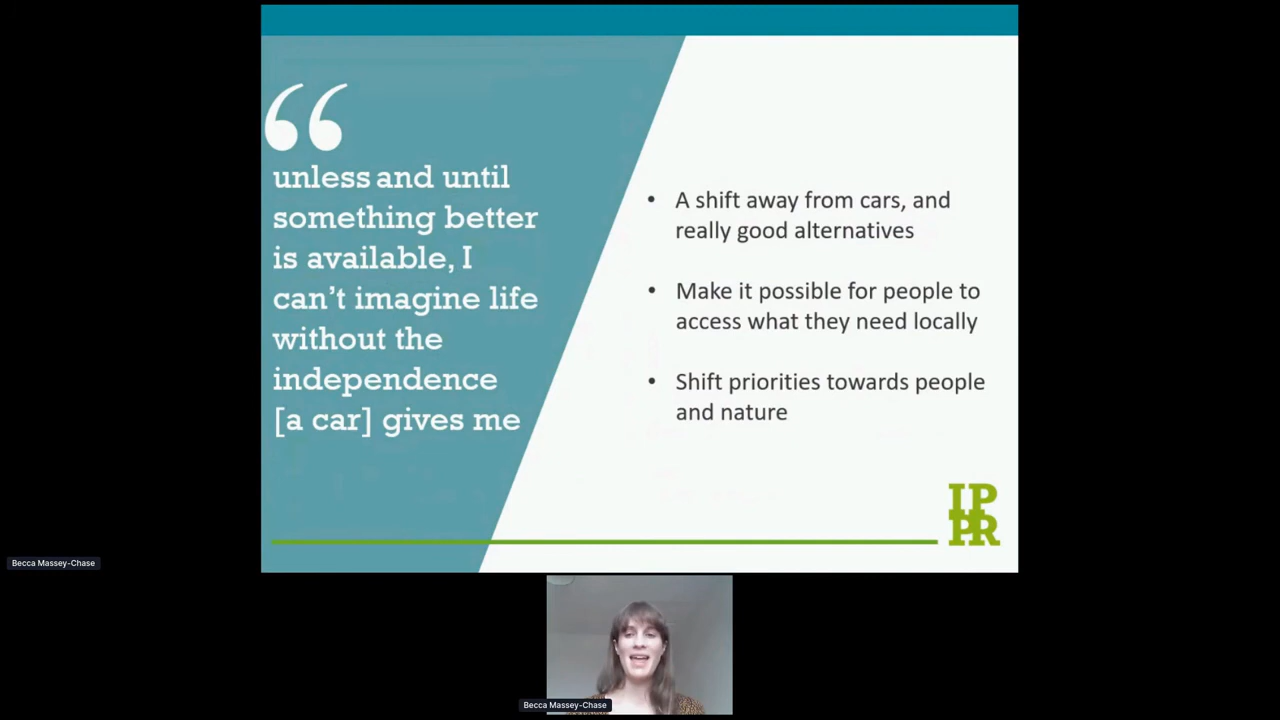 “
unless and until
something better
is available, I
can’t imagine life
without the
independence
[a car] gives me
• A shift away from cars, and
really good alternatives
• Make it possible for people to
access what they need locally
• Shift priorities towards people
and nature
IP
PR
Becca Massey-Chase
Becca Massey-Chase